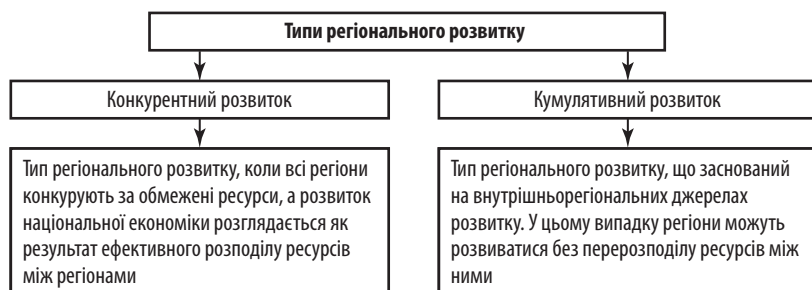 Типи регіонального розвитку
Конкурентний розвиток
Кумулятивний розвиток
Тип регіонального розвитку, коли всі регіони
конкурують за обмежені ресурси, а розвиток
національної економіки розглядається як
результат ефективного розподілу ресурсів
між регіонами
Тип регіонального розвитку, що заснований
на внутрішньорегіональних джерелах
розвитку. У цьому випадку регіони можуть
розвиватися без перерозподілу ресурсів між
ними